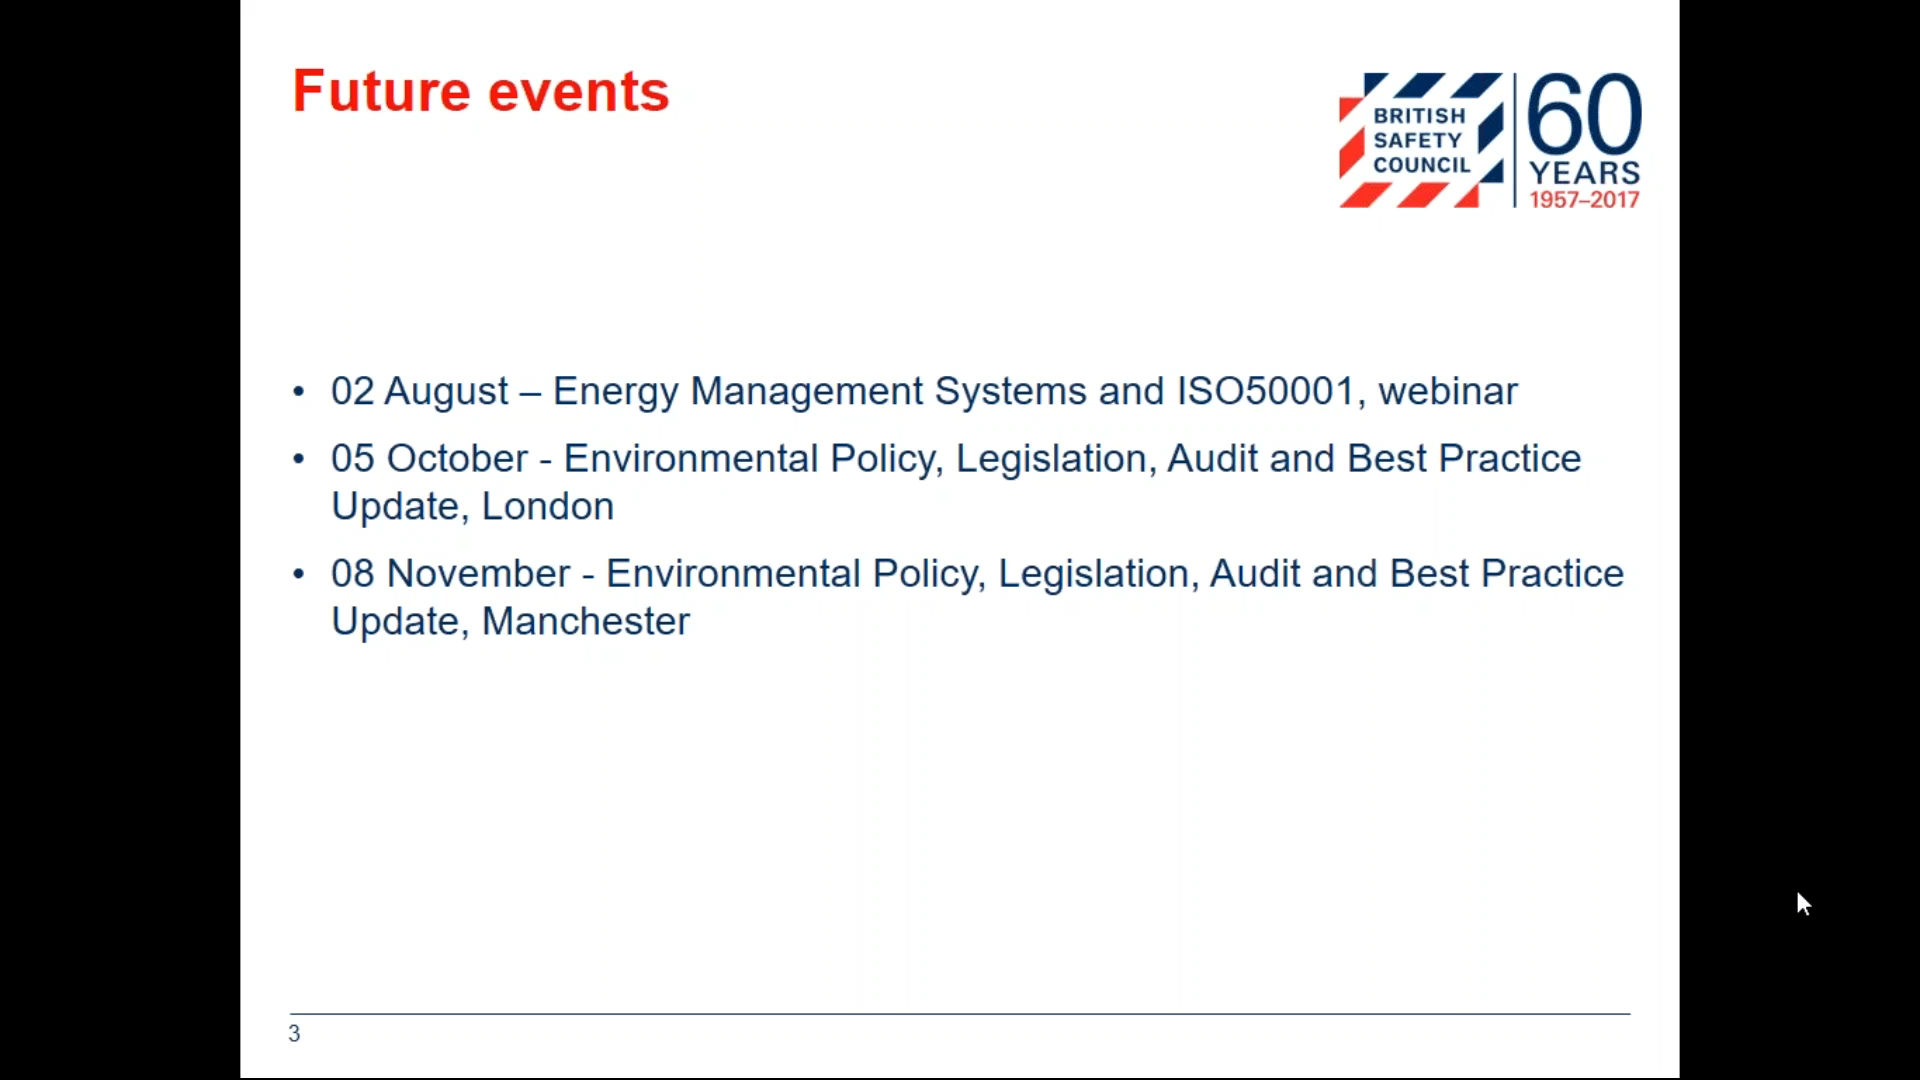 Future events
BRITISH
SAFETY
COUNCIL
60
YEARS
1957–2017
• 02 August – Energy Management Systems and ISO50001, webinar
• 05 October - Environmental Policy, Legislation, Audit and Best Practice
Update, London
• 08 November - Environmental Policy, Legislation, Audit and Best Practice
Update, Manchester
3